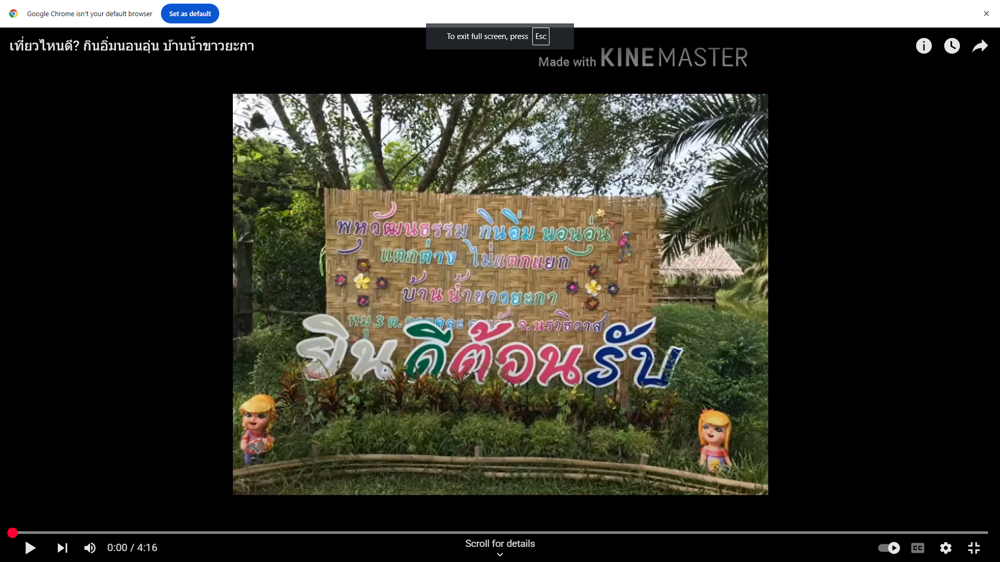 Google Chrome isn't your default browser
Set as default
To exit full screen, press Esc
เที่ยวไหนดี? กินอิ่มนอนอุ่น บ้านน้ำขาวยะกา
Made with KINEMASTER
พหุวัฒนธรรม กินอิ่ม นอนอุ่น
แตกต่าง ไม่แตกแยก
บ้าน น้ำขาวยะกา
หมู่ 3 ต. จ. นราธิวาส
ยินดีต้อนรับ
0:00 / 4:16
Scroll for details
CC